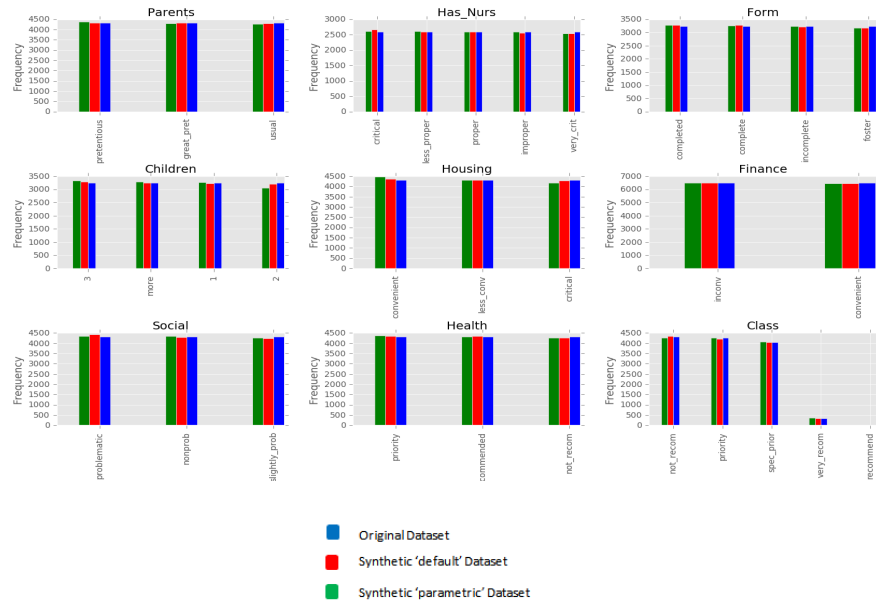 Parents
Has_Nurs
Form
Frequency
4500
4000
3500
3000
2500
2000
1500
1000
500
0
pretentious
great_pret
usual
Frequency
3000
2500
2000
1500
1000
500
0
critical
less_proper
proper
improper
very_crit
Frequency
3500
3000
2500
2000
1500
1000
500
0
completed
complete
incomplete
foster
Children
Housing
Finance
Frequency
3500
3000
2500
2000
1500
1000
500
0
3
more
1
2
Frequency
4500
4000
3500
3000
2500
2000
1500
1000
500
0
convenient
less_conv
critical
Frequency
7000
6000
5000
4000
3000
2000
1000
0
inconv
convenient
Social
Health
Class
Frequency
4500
4000
3500
3000
2500
2000
1500
1000
500
0
problematic
nonprob
slightly_prob
Frequency
4500
4000
3500
3000
2500
2000
1500
1000
500
0
priority
commended
not_recom
Frequency
4500
4000
3500
3000
2500
2000
1500
1000
500
0
not_recom
priority
spec_prior
very_recom
recommend
Original Dataset
Synthetic 'default' Dataset
Synthetic 'parametric' Dataset